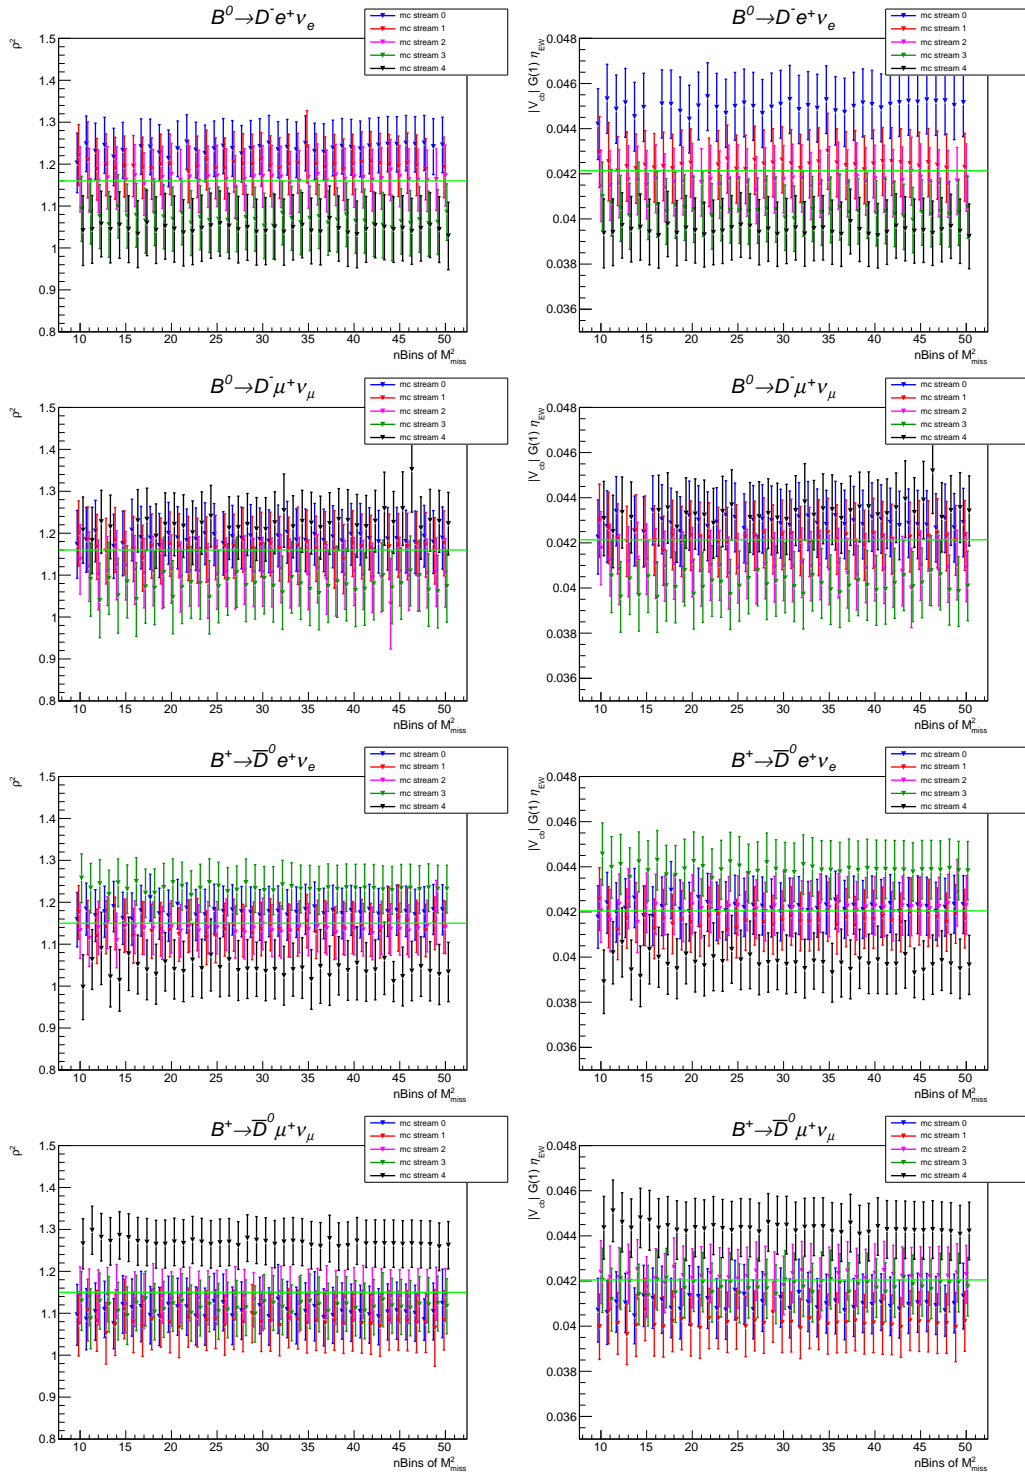 B⁰→D⁻e⁺νₑ
ρ²
1.5
1.4
1.3
1.2
1.1
1
0.9
0.8
10 15 20 25 30 35 40 45 50
nBins of M²miss
mc stream 0
mc stream 1
mc stream 2
mc stream 3
mc stream 4
B⁰→D⁻e⁺νₑ
|Vcb| G(1) ηEW
0.048
0.046
0.044
0.042
0.04
0.038
0.036
10 15 20 25 30 35 40 45 50
nBins of M²miss
mc stream 0
mc stream 1
mc stream 2
mc stream 3
mc stream 4
B⁰→D⁻μ⁺νμ
ρ²
1.5
1.4
1.3
1.2
1.1
1
0.9
0.8
10 15 20 25 30 35 40 45 50
nBins of M²miss
mc stream 0
mc stream 1
mc stream 2
mc stream 3
mc stream 4
B⁰→D⁻μ⁺νμ
|Vcb| G(1) ηEW
0.048
0.046
0.044
0.042
0.04
0.038
0.036
10 15 20 25 30 35 40 45 50
nBins of M²miss
mc stream 0
mc stream 1
mc stream 2
mc stream 3
mc stream 4
B⁺→D̅⁰e⁺νₑ
ρ²
1.5
1.4
1.3
1.2
1.1
1
0.9
0.8
10 15 20 25 30 35 40 45 50
nBins of M²miss
mc stream 0
mc stream 1
mc stream 2
mc stream 3
mc stream 4
B⁺→D̅⁰e⁺νₑ
|Vcb| G(1) ηEW
0.048
0.046
0.044
0.042
0.04
0.038
0.036
10 15 20 25 30 35 40 45 50
nBins of M²miss
mc stream 0
mc stream 1
mc stream 2
mc stream 3
mc stream 4
B⁺→D̅⁰μ⁺νμ
ρ²
1.5
1.4
1.3
1.2
1.1
1
0.9
0.8
10 15 20 25 30 35 40 45 50
nBins of M²miss
mc stream 0
mc stream 1
mc stream 2
mc stream 3
mc stream 4
B⁺→D̅⁰μ⁺νμ
|Vcb| G(1) ηEW
0.048
0.046
0.044
0.042
0.04
0.038
0.036
10 15 20 25 30 35 40 45 50
nBins of M²miss
mc stream 0
mc stream 1
mc stream 2
mc stream 3
mc stream 4